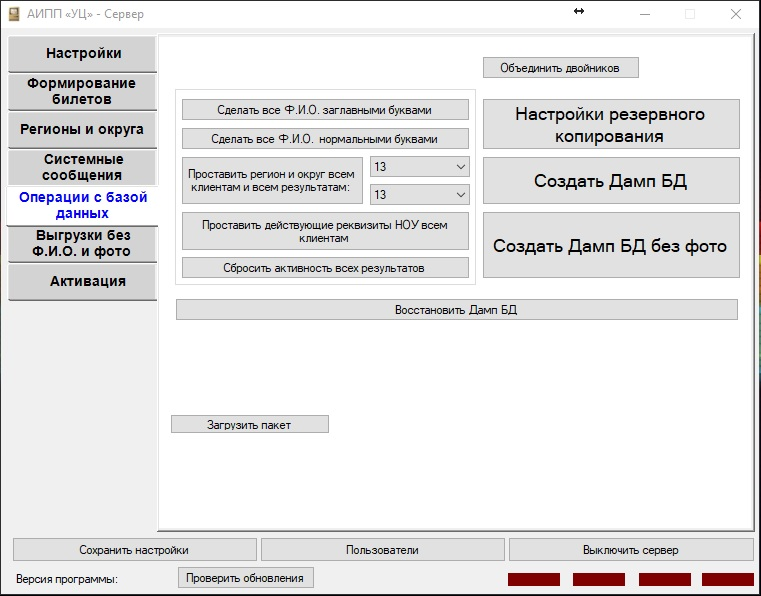 АИПП «УЦ» - Сервер
Настройки
Формирование
билетов
Регионы и округа
Системные
сообщения
Операции с базой
данных
Выгрузки без
Ф.И.О. и фото
Активация
Объединить двойников
Сделать все Ф.И.О. заглавными буквами
Сделать все Ф.И.О. нормальными буквами
Проставить регион и округ всем
клиентам и всем результатам:
13
13
Проставить действующие реквизиты НОУ всем
клиентам
Сбросить активность всех результатов
Настройки резервного
копирования
Создать Дамп БД
Создать Дамп БД без фото
Восстановить Дамп БД
Загрузить пакет
Сохранить настройки
Пользователи
Выключить сервер
Версия программы:
Проверить обновления